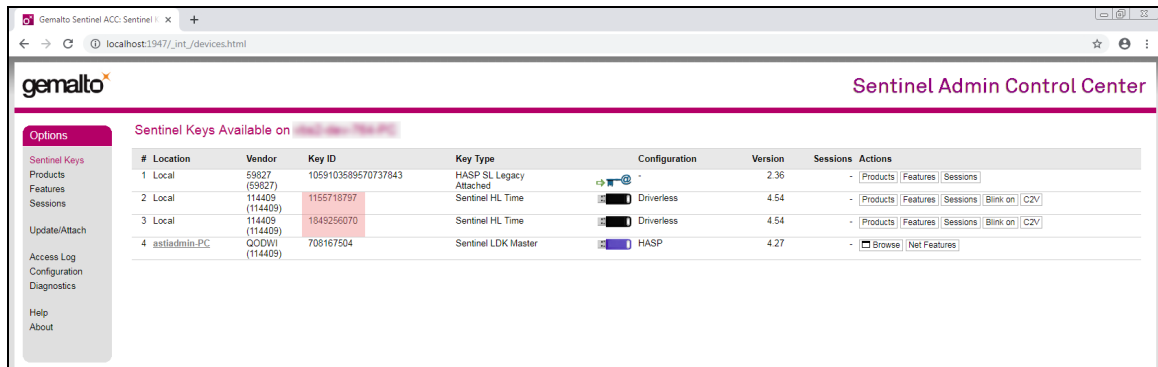 Gemalto Sentinel ACC: Sentinel K
localhost:1947/_int_/devices.html
gemalto
Sentinel Admin Control Center
Options
Sentinel Keys
Products
Features
Sessions
Update/Attach
Access Log
Configuration
Diagnostics
Help
About
Sentinel Keys Available on
# Location Vendor Key ID Key Type Configuration Version Sessions Actions
1 Local 59827 (59827) 1059103589570737843 HASP SL Legacy Attached - 2.36 - Products Features Sessions
2 Local 114409 (114409) 1155718797 Sentinel HL Time Driverless 4.54 - Products Features Sessions Blink on C2V
3 Local 114409 (114409) 1849256070 Sentinel HL Time Driverless 4.54 - Products Features Sessions Blink on C2V
4 astiadmin-PC QODWI (114409) 708167504 Sentinel LDK Master HASP 4.27 - Browse Net Features